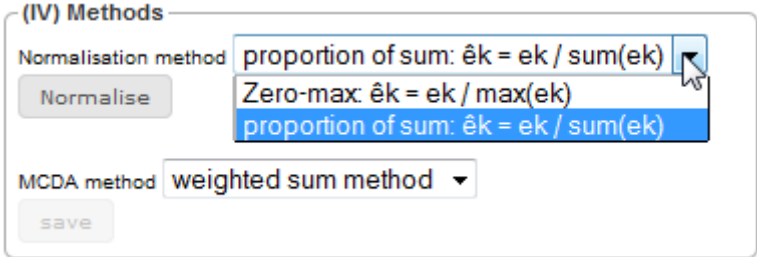 (IV) Methods
Normalisation method proportion of sum: êk = ek / sum(ek)
Normalise
Zero-max: êk = ek / max(ek)
proportion of sum: êk = ek / sum(ek)
MCDA method weighted sum method
save